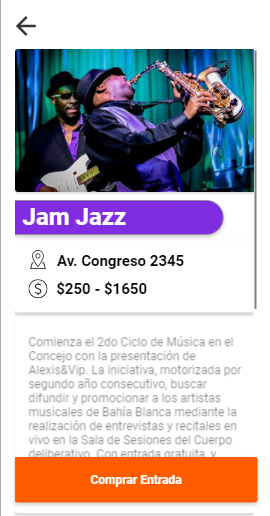 Jam Jazz
Av. Congreso 2345
$250 - $1650
Comienza el 2do Ciclo de Música en el
Concejo con la presentación de
Alexis&Vip. La iniciativa, motorizada por
segundo año consecutivo, buscar
difundir y promocionar a los artistas
musicales de Bahía Blanca mediante la
realización de entrevistas y recitales en
vivo en la Sala de Sesiones del Cuerpo
deliberativo. Con entrada gratuita, y
Comprar Entrada